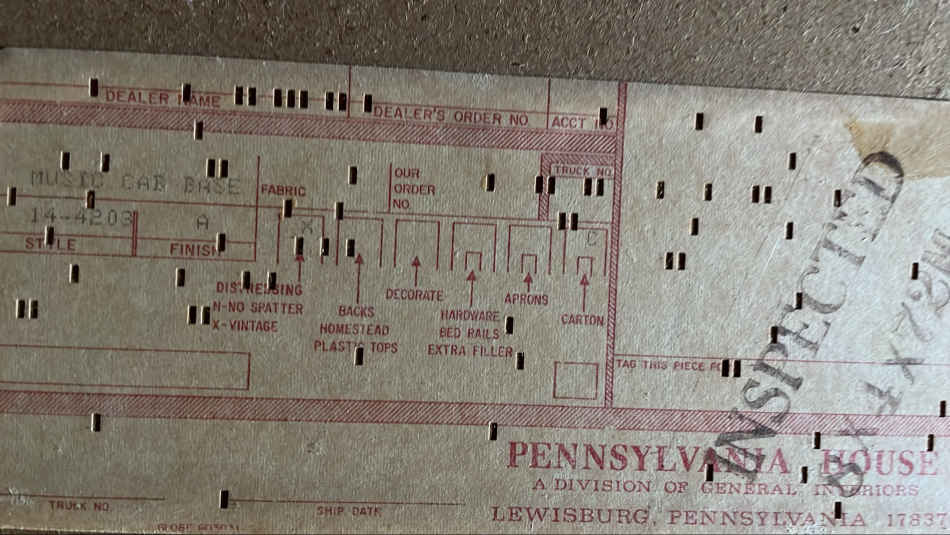 DEALER NAME
DEALER'S ORDER NO.
ACCT NO.
TRUCK NO.
MUSIC CAB BASE
FABRIC
OUR
ORDER
NO.
14-4203
A
X
C
STYLE
FINISH
DISTRESSING
N-NO SPATTER
X-VINTAGE
BACKS
HOMESTEAD
PLASTIC TOPS
DECORATE
HARDWARE
BED RAILS
EXTRA FILLER
APRONS
CARTON
TAG THIS PIECE
INSPECTED
PENNSYLVANIA HOUSE
A DIVISION OF GENERAL INTERIORS
LEWISBURG, PENNSYLVANIA 17837
TRUCK NO.
SHIP. DATE